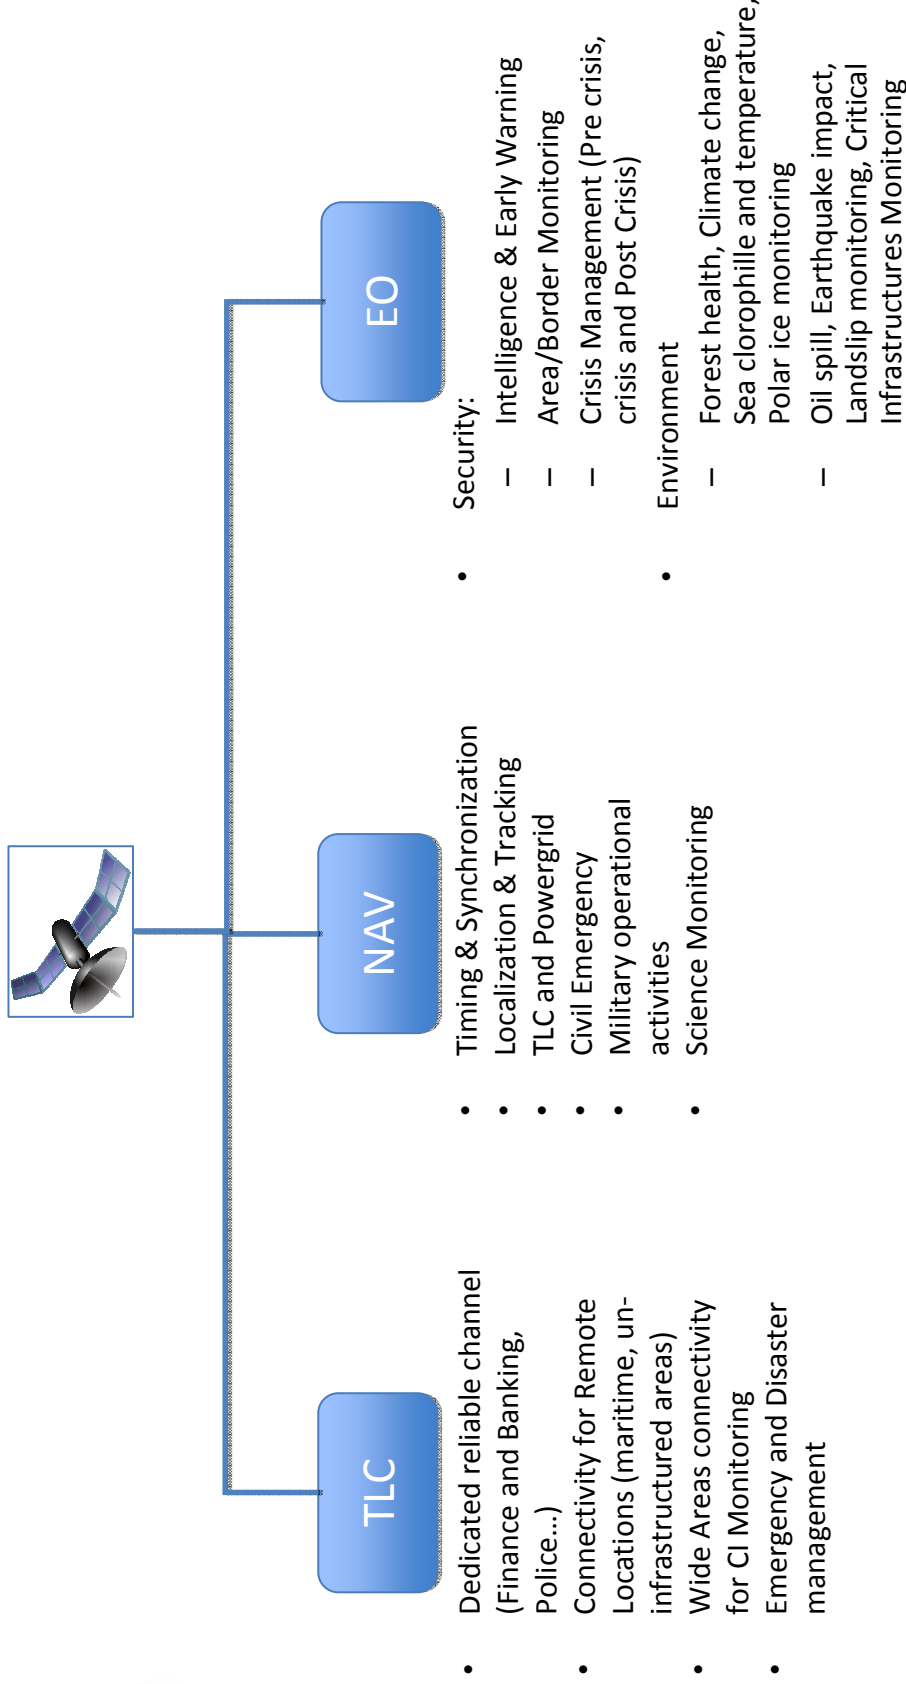 TLC
• Dedicated reliable channel
(Finance and Banking,
Police...)
• Connectivity for Remote
Locations (maritime, un-
infrastructured areas)
• Wide Areas connectivity
for CI Monitoring
• Emergency and Disaster
management
NAV
• Timing & Synchronization
• Localization & Tracking
• TLC and Powergrid
• Civil Emergency
• Military operational
activities
• Science Monitoring
EO
• Security:
– Intelligence & Early Warning
– Area/Border Monitoring
– Crisis Management (Pre crisis,
crisis and Post Crisis)
• Environment
– Forest health, Climate change,
Sea clorophille and temperature,
Polar ice monitoring
– Oil spill, Earthquake impact,
Landslip monitoring, Critical
Infrastructures Monitoring